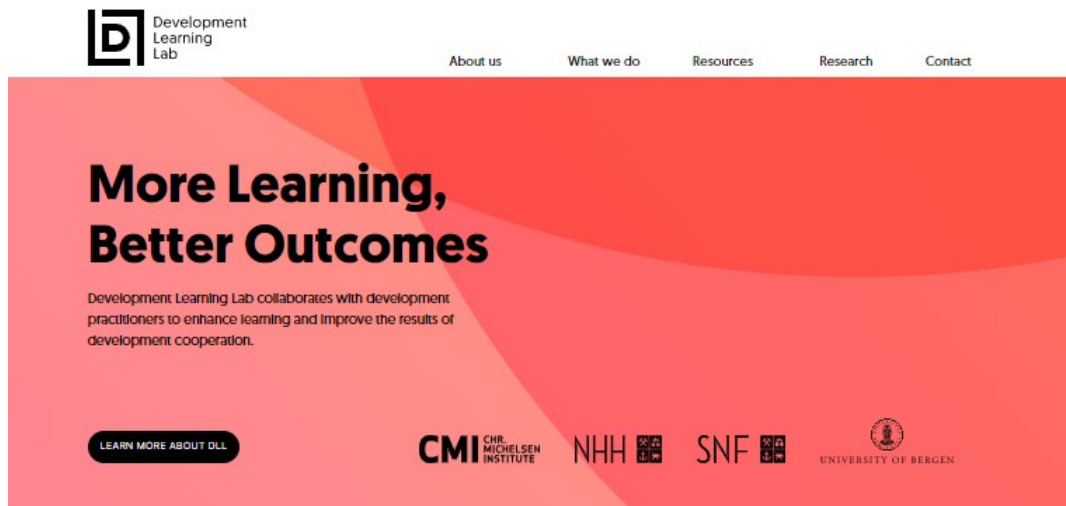 Development
Learning
Lab
About us What we do Resources Research Contact
More Learning,
Better Outcomes
Development Learning Lab collaborates with development
practitioners to enhance learning and improve the results of
development cooperation.
LEARN MORE ABOUT DLL
CMI CHR.
MICHELSEN
INSTITUTE
NHH
SNF
UNIVERSITY OF BERGEN